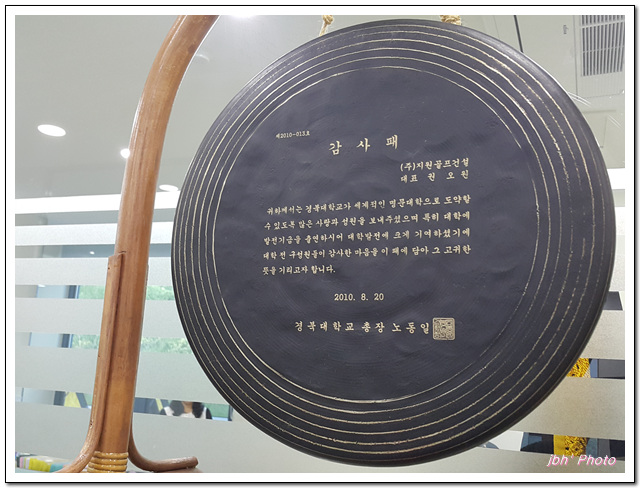 제2010-013호
감 사 패
(주)지원골프건설
대표 권 오 원
귀하께서는 경북대학교가 세계적인 명문대학으로 도약할
수 있도록 많은 사랑과 성원을 보내주셨으며 특히 대학에
발전기금을 출연하시어 대학발전에 크게 기여하셨기에
대학 전 구성원들이 감사한 마음을 이 패에 담아 그 고귀한
뜻을 기리고자 합니다.
2010. 8. 20
경북대학교 총장 노동일
jbh' Photo